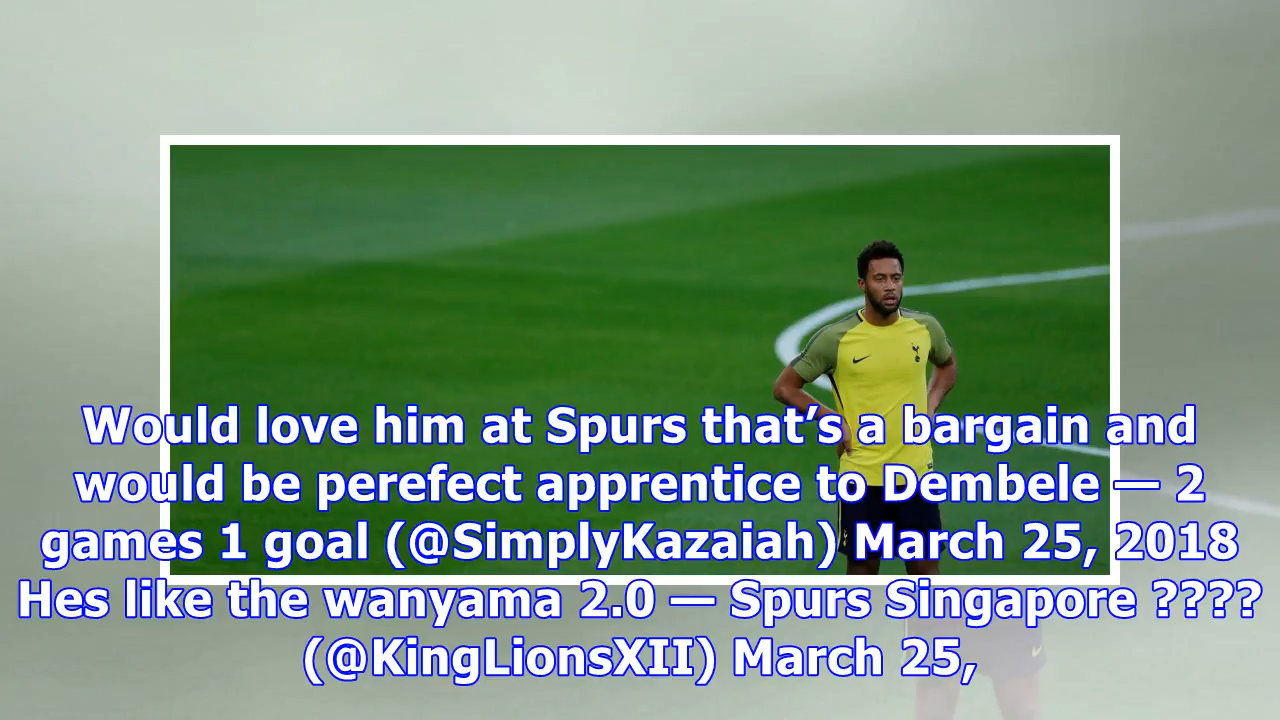 Would love him at Spurs that’s a bargain and
would be perefect apprentice to Dembele — 2
games 1 goal (@SimplyKazaiah) March 25, 2018
Hes like the wanyama 2.0 — Spurs Singapore ????
(@KingLionsXII) March 25,